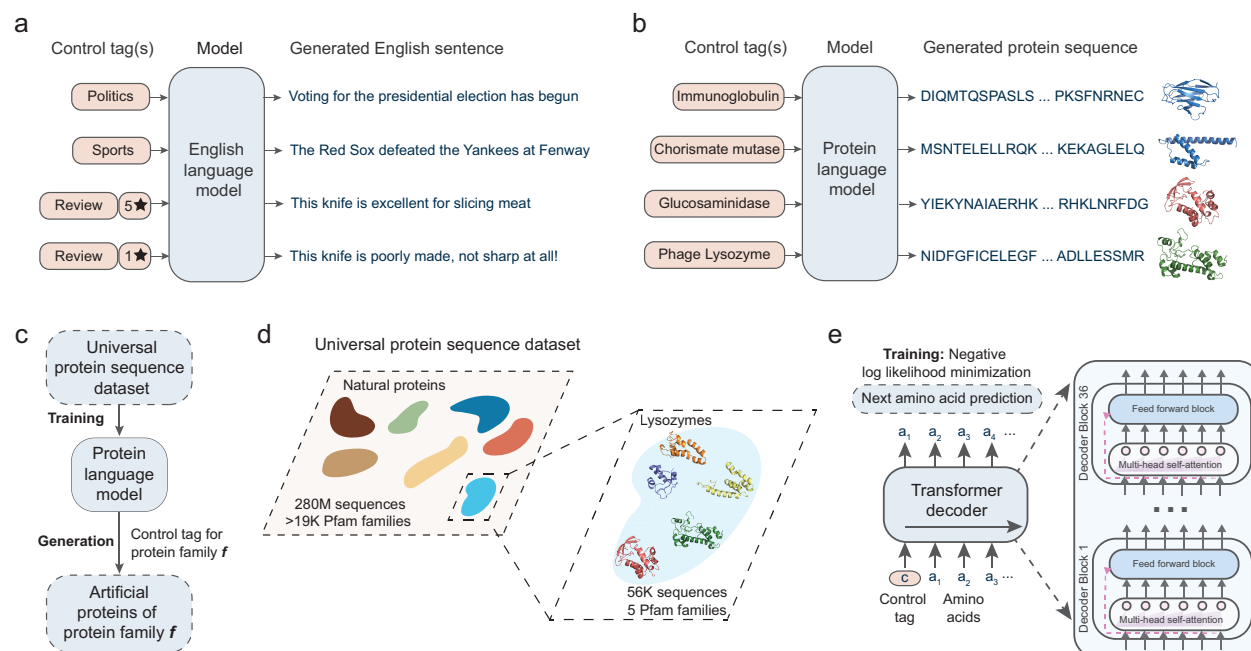 a
Control tag(s) Model Generated English sentence
Politics Voting for the presidential election has begun
Sports The Red Sox defeated the Yankees at Fenway
English
language
model
Review 5★ This knife is excellent for slicing meat
Review 1★ This knife is poorly made, not sharp at all!
b
Control tag(s) Model Generated protein sequence
Immunoglobulin DIQMTQSPASLS ... PKSFNRNEC
Chorismate mutase MSNTELELLRQK ... KEKAGLELQ
Protein
language
model
Glucosaminidase YIEKYNAIAERHK ... RHKLNRFDG
Phage Lysozyme NIDFGFICELEGF ... ADLLESSMR
c
Universal
protein sequence
dataset
Training
Protein
language
model
Generation
Control tag for
protein family f
Artificial
proteins of
protein family f
d
Universal protein sequence dataset
Natural proteins
280M sequences
>19K Pfam families
Lysozymes
56K sequences
5 Pfam families
e
Training: Negative
log likelihood minimization
Next amino acid prediction
a1 a2 a3 a4 ...
Transformer
decoder
c a1 a2 a3 ...
Control
tag
Amino
acids
Decoder Block 36
Feed forward block
Multi-head self-attention
...
Decoder Block 1
Feed forward block
Multi-head self-attention